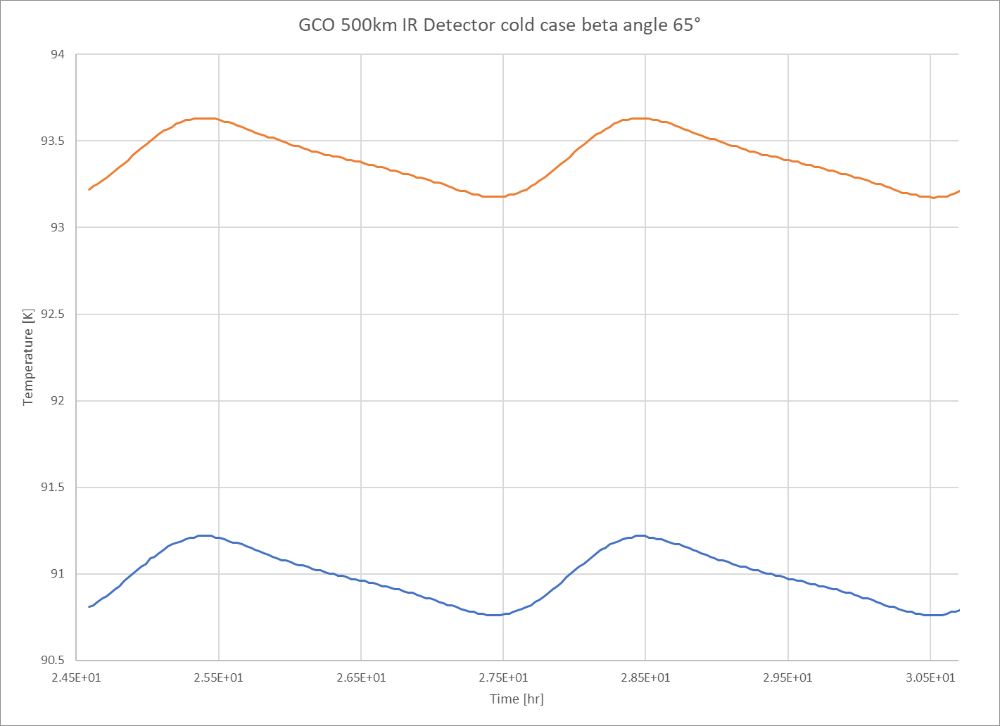 GCO 500km IR Detector cold case beta angle 65°
94
93.5
93
92.5
92
91.5
91
90.5
Temperature [K]
2.45E+01 2.55E+01 2.65E+01 2.75E+01 2.85E+01 2.95E+01 3.05E+01
Time [hr]